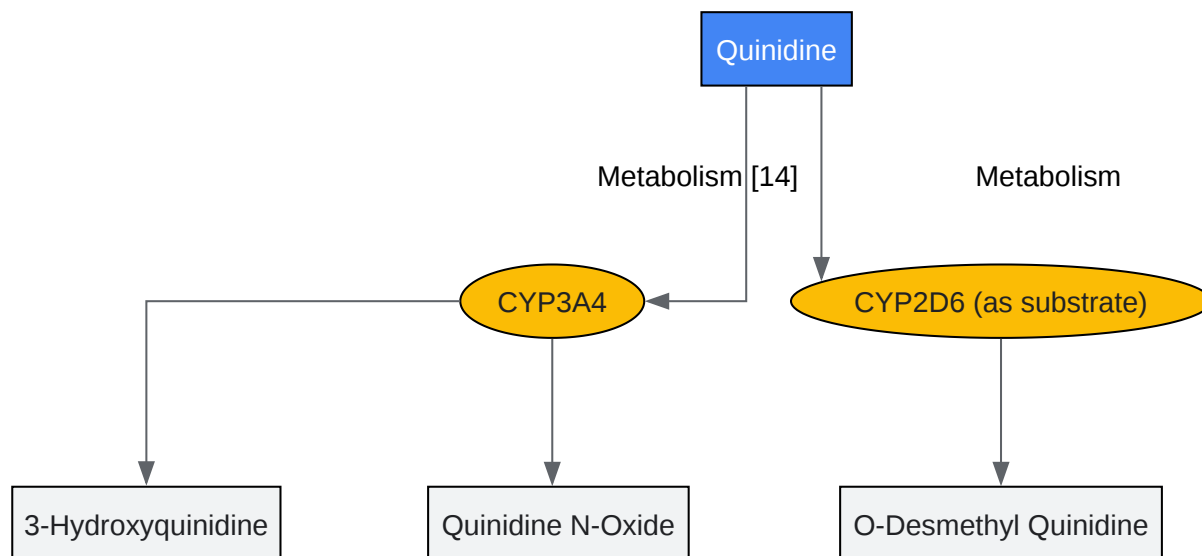 Quinidine
Metabolism [14]
Metabolism
CYP3A4
CYP2D6 (as substrate)
3-Hydroxyquinidine
Quinidine N-Oxide
O-Desmethyl Quinidine